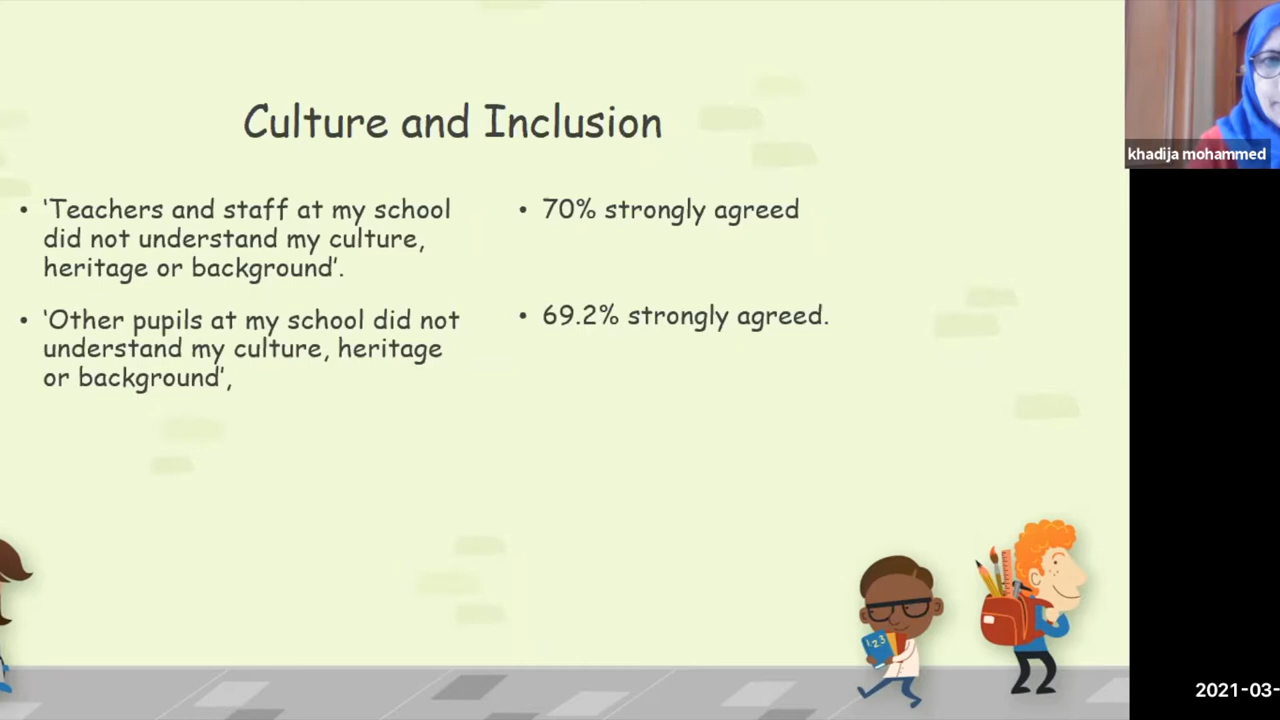 Culture and Inclusion
• ‘Teachers and staff at my school
did not understand my culture,
heritage or background’.
• ‘Other pupils at my school did not
understand my culture, heritage
or background’,
• 70% strongly agreed
• 69.2% strongly agreed.
khadija mohammed
123
2021-03-